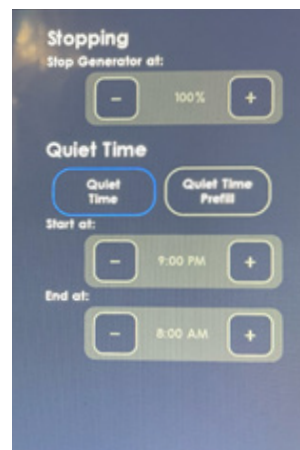 Stopping
Stop Generator at:
- 100% +
Quiet Time
Quiet Time
Quiet Time Prefill
Start at:
- 9:00 PM +
End at:
- 8:00 AM +